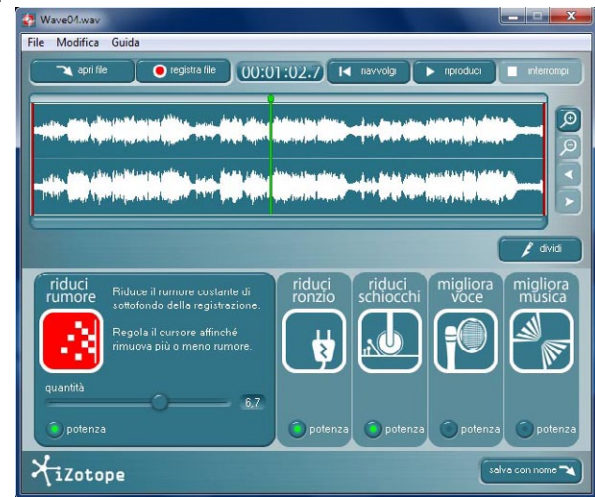 Wave04.wav
File Modifica Guida
apri file registra file 00:01:02.7 riavvolgi riproduci interrompi
dividi
riduci rumore
Riduce il rumore costante di
sottofondo della registrazione.
Regola il cursore affinché
rimuova più o meno rumore.
quantità
6,7
potenza
riduci
ronzio
potenza
riduci
schiocchi
potenza
migliora
voce
potenza
migliora
musica
potenza
iZotope
salva con nome